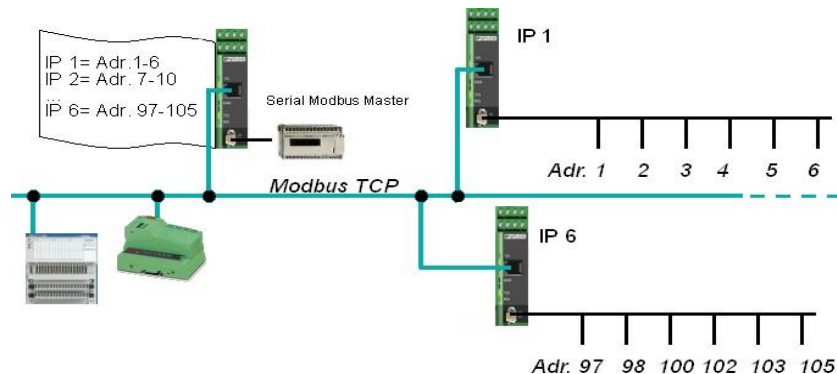 IP 1= Adr.1-6
IP 2= Adr. 7-10
...
IP 6= Adr. 97-105
Serial Modbus Master
IP 1
Adr. 1 2 3 4 5 6
Modbus TCP
IP 6
Adr. 97 98 100 102 103 105